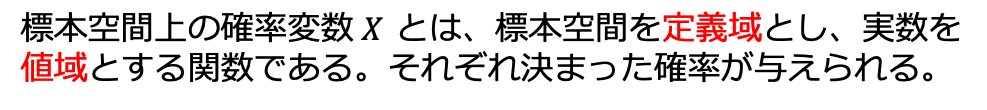 標本空間上の確率変数 X とは、標本空間を定義域とし、実数を
値域とする関数である。それぞれ決まった確率が与えられる。